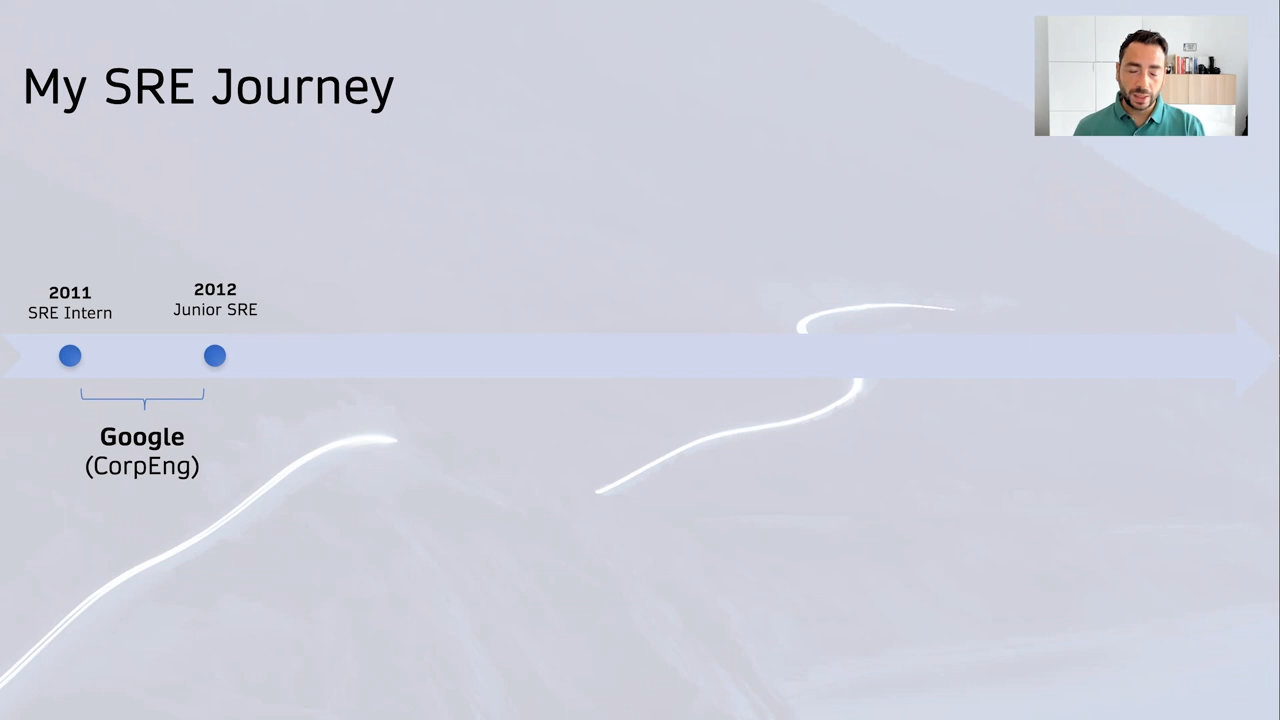 My SRE Journey
2011
SRE Intern
2012
Junior SRE
Google
(CorpEng)